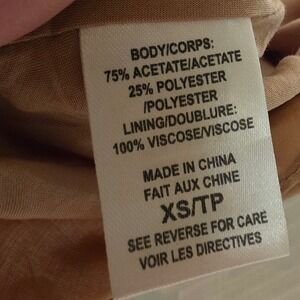 BODY/CORPS:
75% ACETATE/ACETATE
25% POLYESTER
/POLYESTER
LINING/DOUBLURE:
100% VISCOSE/VISCOSE
MADE IN CHINA
FAIT AUX CHINE
XS/TP
SEE REVERSE FOR CARE
VOIR LES DIRECTIVES